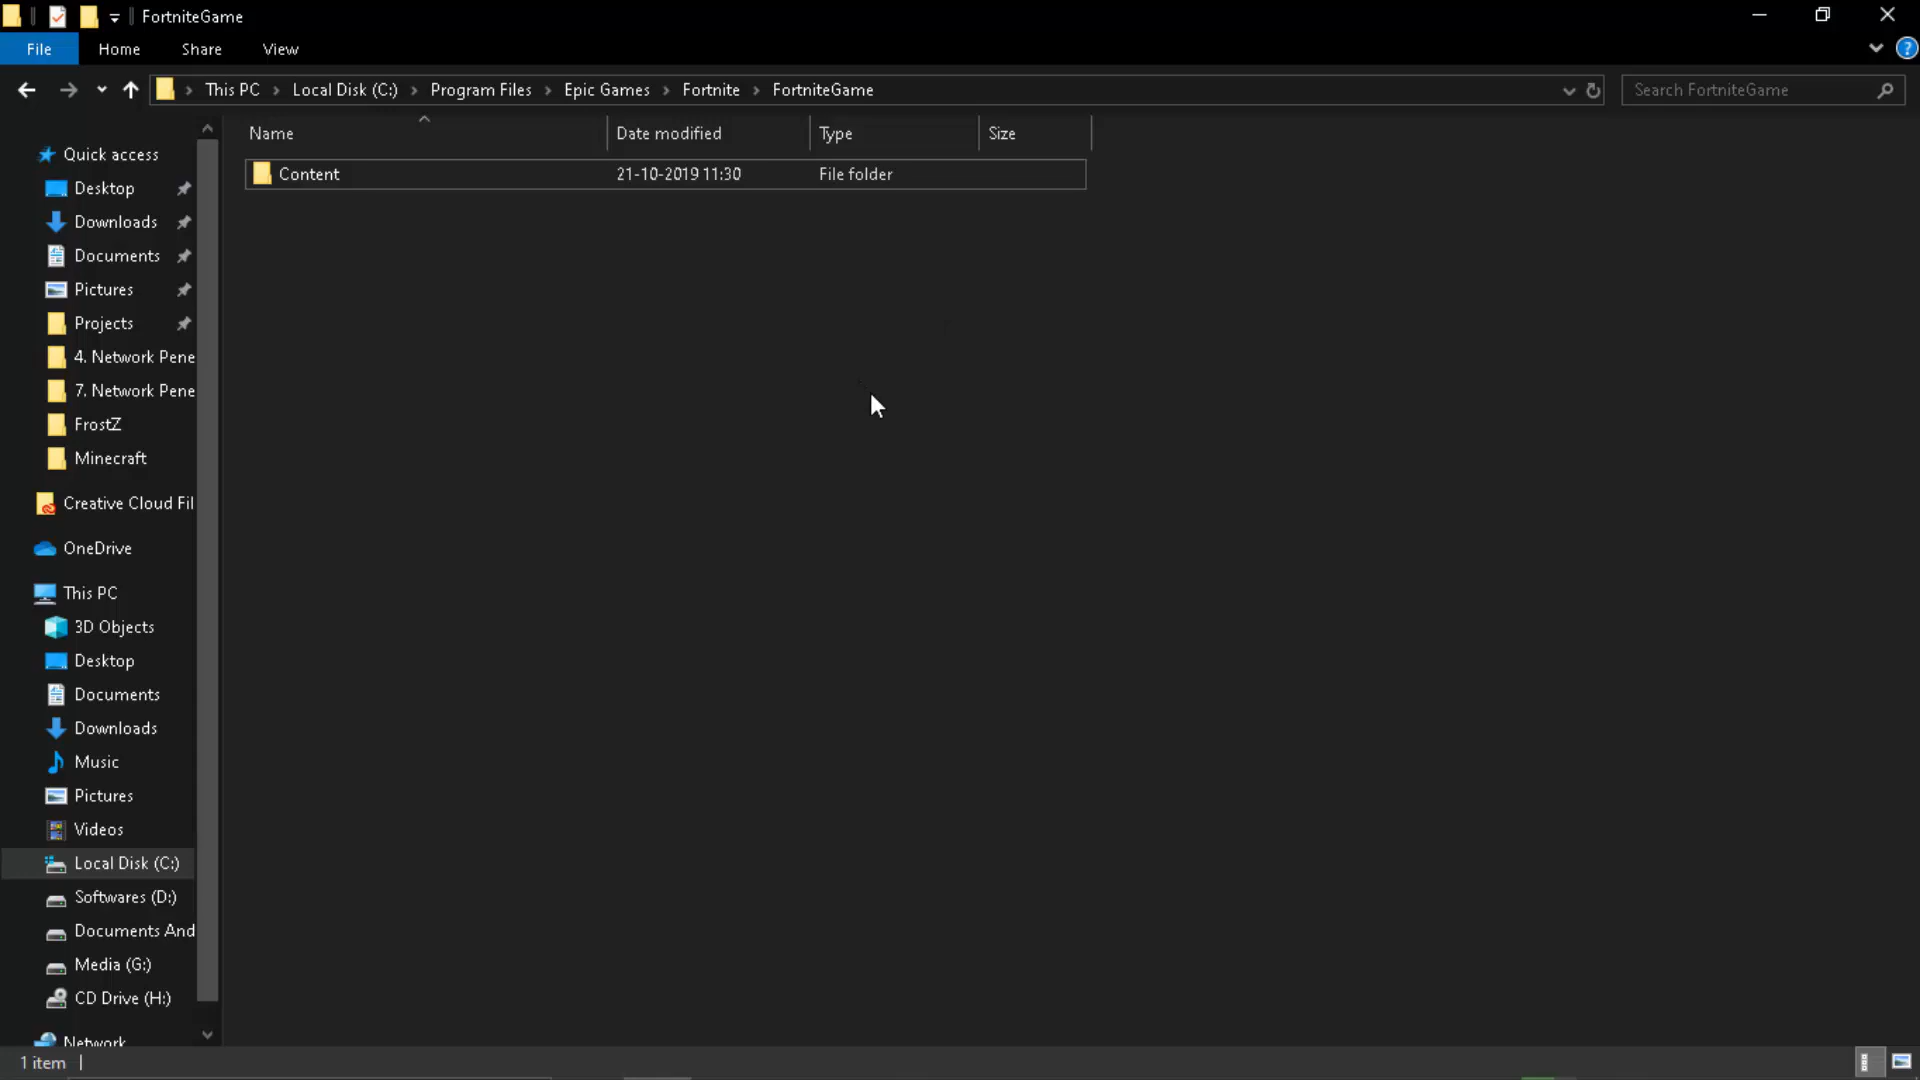 FortniteGame
File Home Share View
This PC Local Disk (C:) Program Files Epic Games Fortnite FortniteGame
Search FortniteGame
Name Date modified Type Size
Content 21-10-2019 11:30 File folder
Quick access
Desktop
Downloads
Documents
Pictures
Projects
4. Network Pene
7. Network Pene
FrostZ
Minecraft
Creative Cloud Fil
OneDrive
This PC
3D Objects
Desktop
Documents
Downloads
Music
Pictures
Videos
Local Disk (C:)
Softwares (D:)
Documents And
Media (G:)
CD Drive (H:)
Network
1 item